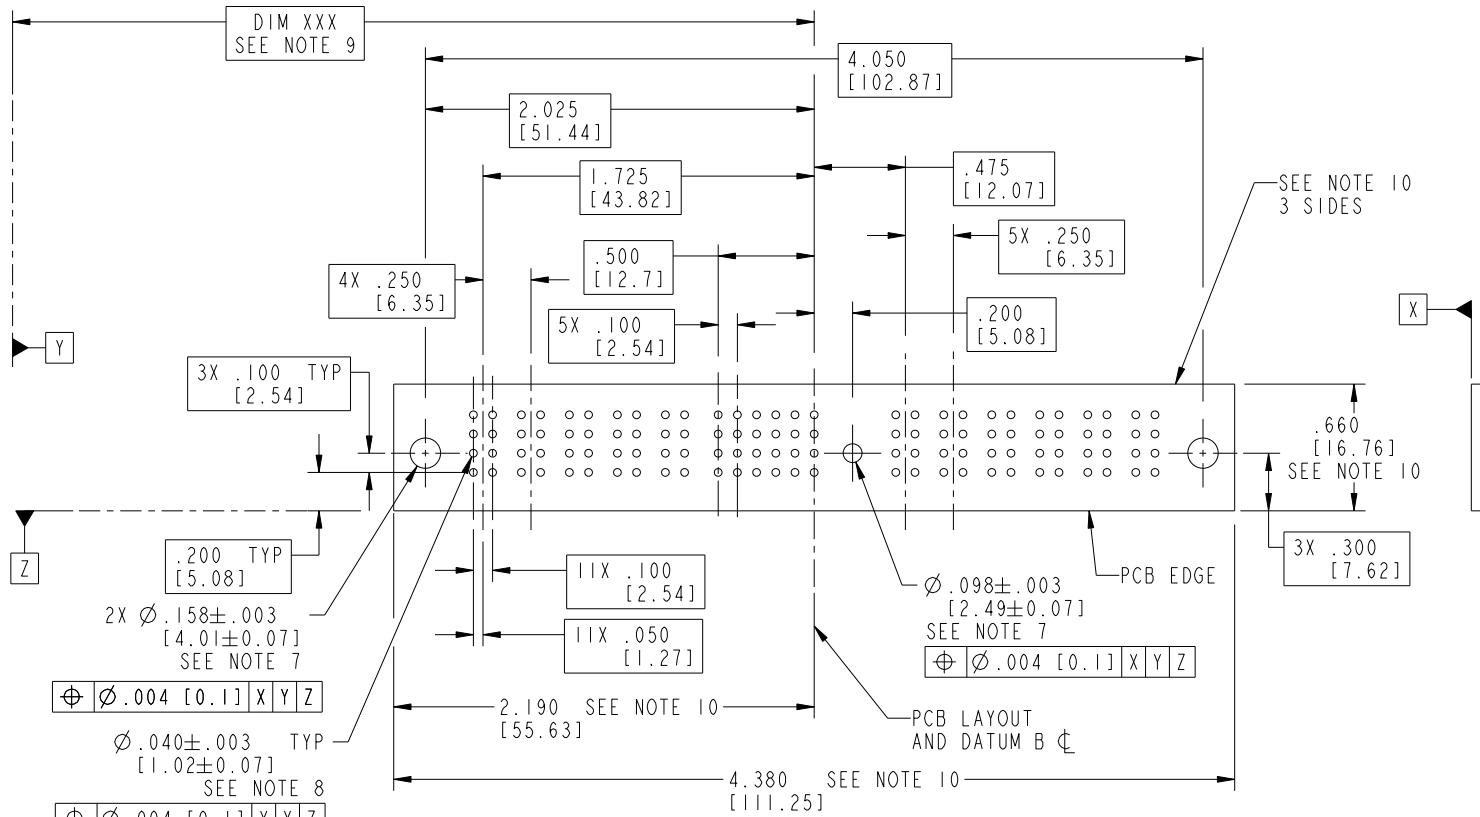 DIM XXX
SEE NOTE 9
4.050
[102.87]
2.025
[51.44]
1.725
[43.82]
.475
[12.07]
SEE NOTE 10
3 SIDES
5X .250
[6.35]
.500
[12.7]
4X .250
[6.35]
.200
[5.08]
5X .100
[2.54]
X
Y
3X .100 TYP
[2.54]
.660
[16.76]
SEE NOTE 10
Z
.200 TYP
[5.08]
3X .300
[7.62]
11X .100
[2.54]
PCB EDGE
2X Ø.158±.003
[4.01±0.07]
SEE NOTE 7
⌖ Ø.004 [0.1] X Y Z
11X .050
[1.27]
Ø.098±.003
[2.49±0.07]
SEE NOTE 7
⌖ Ø.004 [0.1] X Y Z
2.190 SEE NOTE 10
[55.63]
PCB LAYOUT
AND DATUM B ℄
Ø.040±.003 TYP
[1.02±0.07]
SEE NOTE 8
⌖ Ø.004 [0.1] X Y Z
4.380 SEE NOTE 10
[111.25]